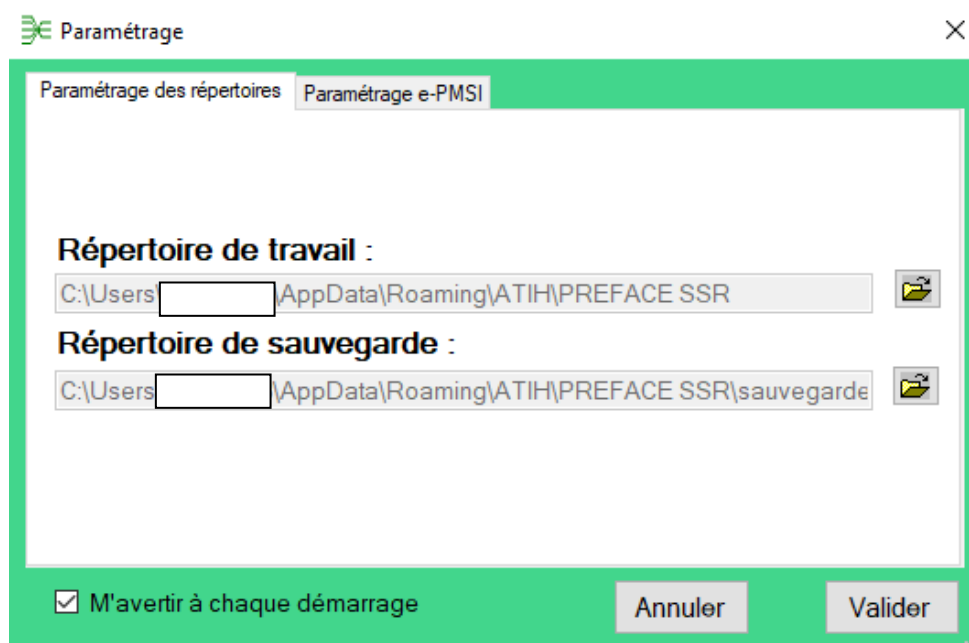 Paramétrage
Paramétrage des répertoires Paramétrage e-PMSI
Répertoire de travail :
C:\Users\ \AppData\Roaming\ATIH\PREFACE SSR
Répertoire de sauvegarde :
C:\Users \AppData\Roaming\ATIH\PREFACE SSR\sauvegarde
M'avertir à chaque démarrage Annuler Valider